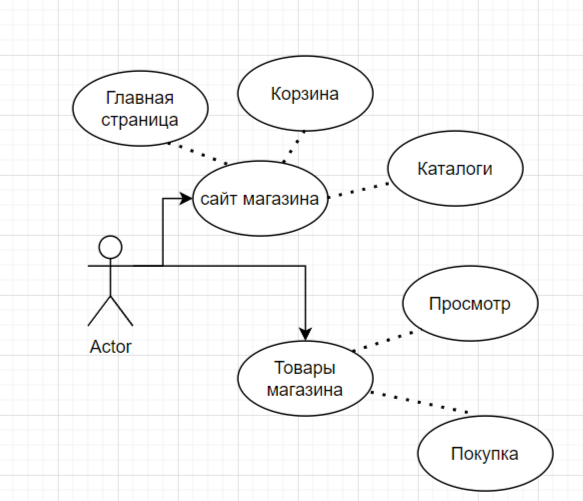 Главная
страница
Корзина
Каталоги
сайт магазина
Actor
Просмотр
Товары
магазина
Покупка